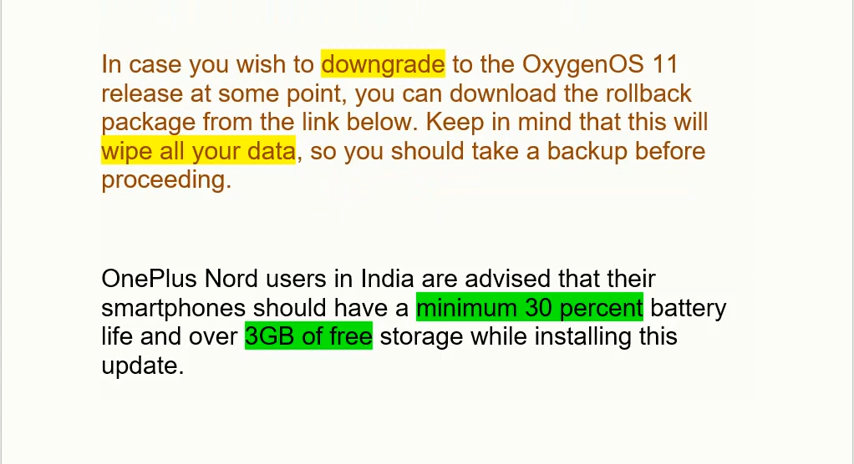 In case you wish to downgrade to the OxygenOS 11
release at some point, you can download the rollback
package from the link below. Keep in mind that this will
wipe all your data, so you should take a backup before
proceeding.
OnePlus Nord users in India are advised that their
smartphones should have a minimum 30 percent battery
life and over 3GB of free storage while installing this
update.